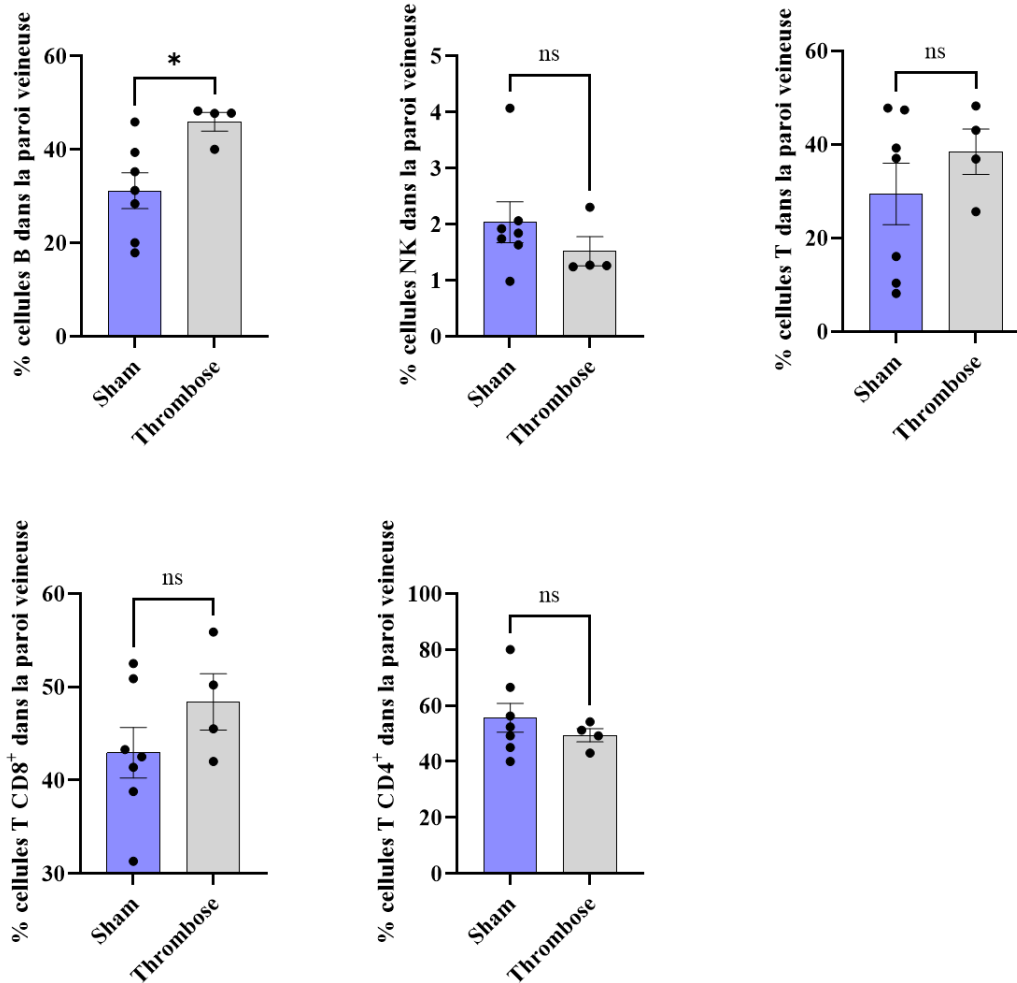 % cellules B dans la paroi veineuse
60
40
20
0
*
Sham
Thrombose
% cellules NK dans la paroi veineuse
5
4
3
2
1
0
ns
Sham
Thrombose
% cellules T dans la paroi veineuse
60
40
20
0
ns
Sham
Thrombose
% cellules T CD8⁺ dans la paroi veineuse
60
50
40
30
ns
Sham
Thrombose
% cellules T CD4⁺ dans la paroi veineuse
100
80
60
40
20
0
ns
Sham
Thrombose